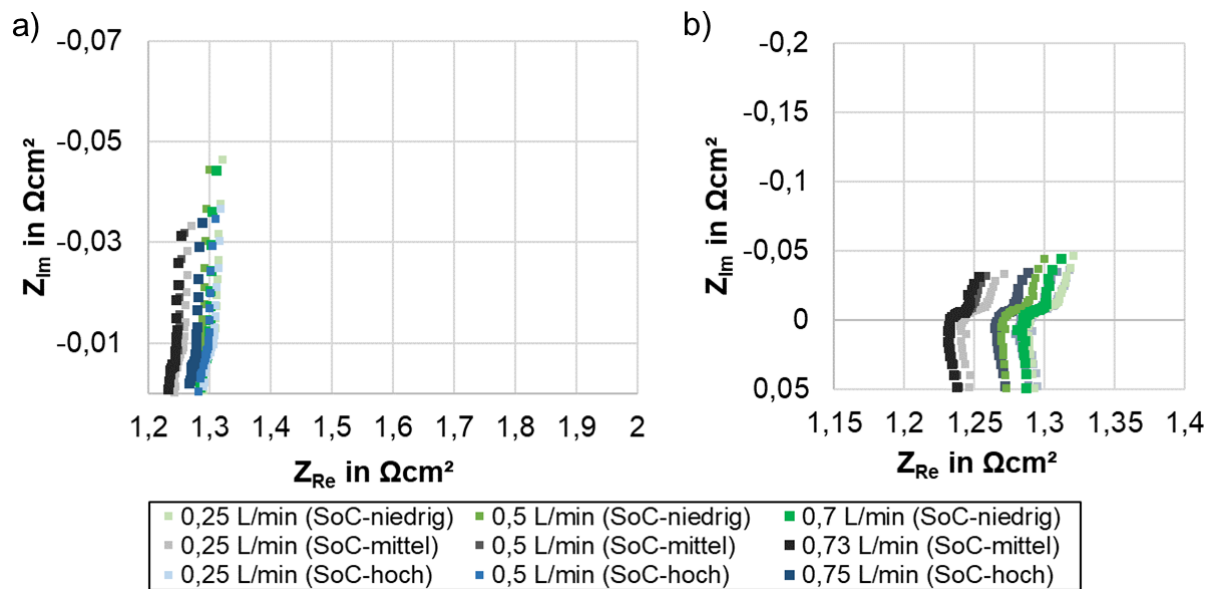 a)
-0,07
-0,05
-0,03
-0,01
Z_Im in Ωcm²
1,2 1,3 1,4 1,5 1,6 1,7 1,8 1,9 2
Z_Re in Ωcm²
b)
-0,2
-0,15
-0,1
-0,05
0
0,05
Z_Im in Ωcm²
1,15 1,2 1,25 1,3 1,35 1,4
Z_Re in Ωcm²
0,25 L/min (SoC-niedrig) 0,5 L/min (SoC-niedrig) 0,7 L/min (SoC-niedrig)
0,25 L/min (SoC-mittel) 0,5 L/min (SoC-mittel) 0,73 L/min (SoC-mittel)
0,25 L/min (SoC-hoch) 0,5 L/min (SoC-hoch) 0,75 L/min (SoC-hoch)